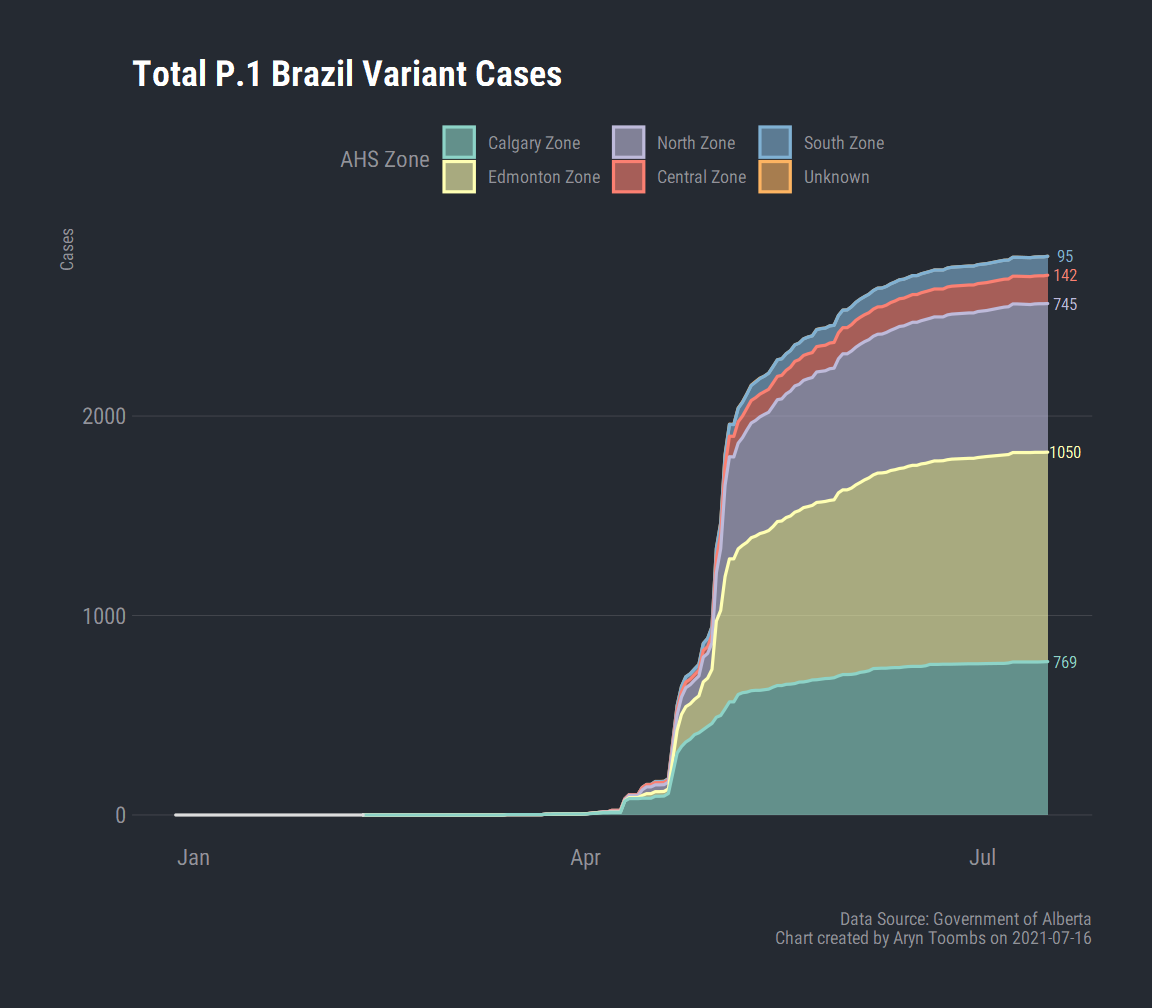 Total P.1 Brazil Variant Cases
AHS Zone
Calgary Zone North Zone South Zone
Edmonton Zone Central Zone Unknown
Cases
95
142
745
2000
1050
1000
769
0
Jan Apr Jul
Data Source: Government of Alberta
Chart created by Aryn Toombs on 2021-07-16